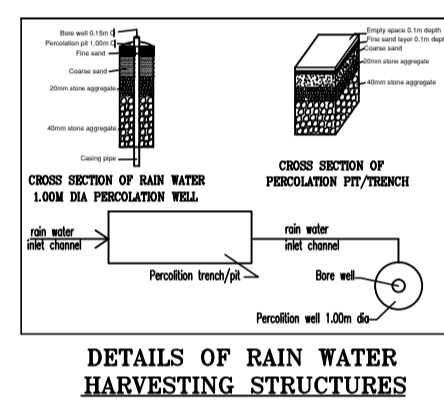 Bore well 0.15m
Percolation pit 1.00m
Fine sand
Coarse sand
20mm stone aggregate
40mm stone aggregate
Casing pipe
CROSS SECTION OF RAIN WATER
1.00M DIA PERCOLATION WELL
Empty space 0.1m depth
Fine sand layer 0.1m dept
Coarse sand
20mm stone aggregate
40mm stone aggregate
CROSS SECTION OF
PERCOLATION PIT/TRENCH
rain water
inlet channel
Percolition trench/pit
rain water
inlet channel
Bore well
Percolition well 1.00m dia
DETAILS OF RAIN WATER
HARVESTING STRUCTURES